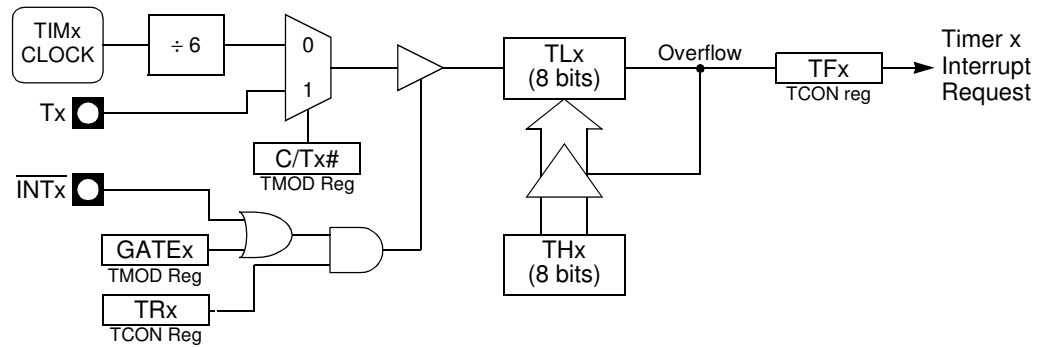 TIMx
CLOCK
÷ 6
0
1
Tx
C/Tx#
TMOD Reg
TLx
(8 bits)
Overflow
TFx
TCON reg
Timer x
Interrupt
Request
INTx
GATEx
TMOD Reg
TRx
TCON Reg
THx
(8 bits)